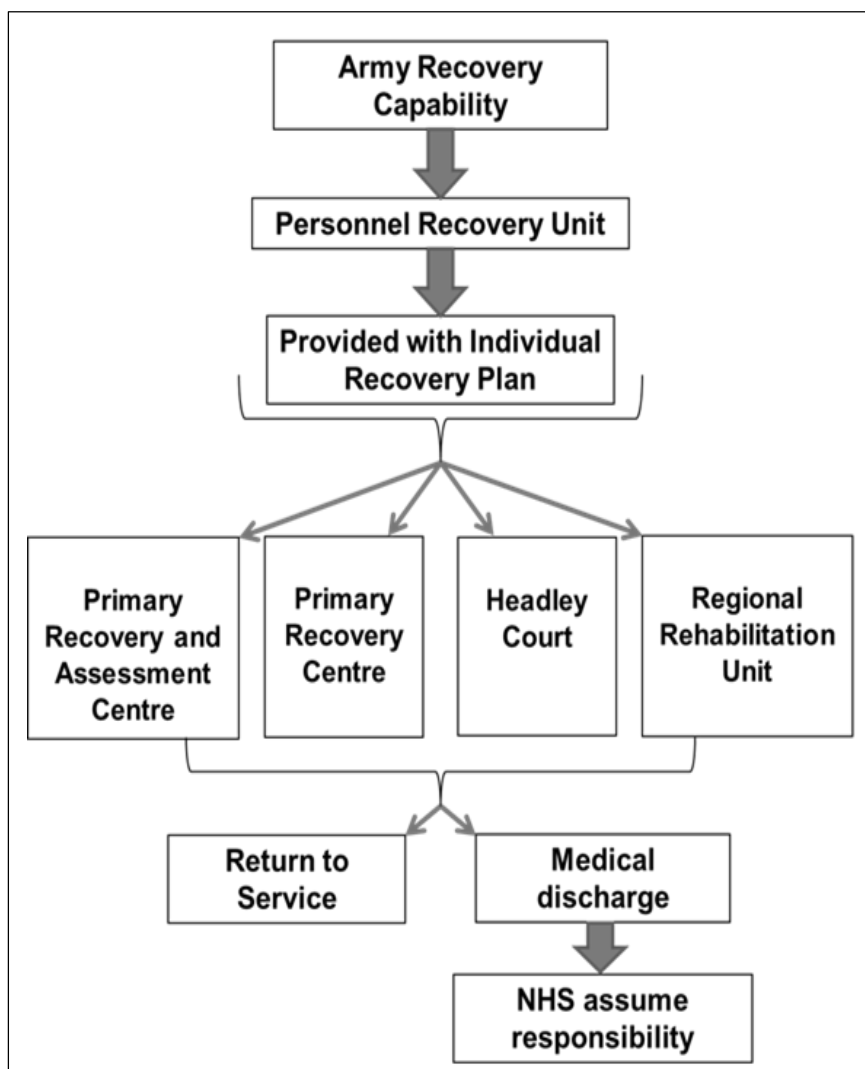 Army Recovery
Capability
Personnel Recovery Unit
Provided with Individual
Recovery Plan
Primary
Recovery and
Assessment
Centre
Primary
Recovery
Centre
Headley
Court
Regional
Rehabilitation
Unit
Return to
Service
Medical
discharge
NHS assume
responsibility